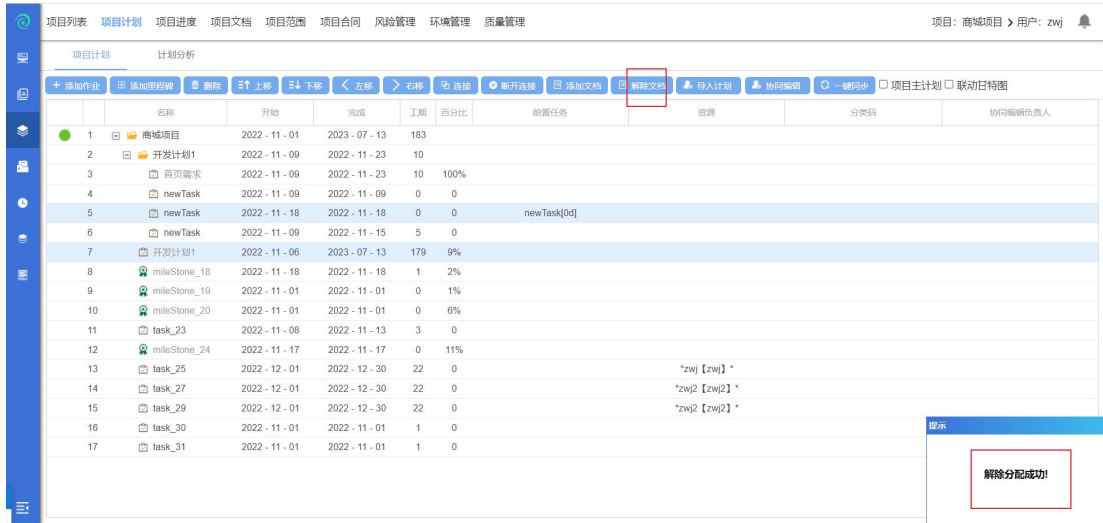 项目列表 项目计划 项目进度 项目文档 项目范围 项目合同 风险管理 环境管理 质量管理 项目：商城项目 用户：zwj
项目计划 计划分析
添加作业 添加里程碑 删除 上移 下移 左移 右移 连接 断开连接 添加文档 解除文档 导入计划 协同编辑 一键同步 项目主计划 联动甘特图
名称 开始 完成 工期 百分比 前置任务 资源 分类码 协同编辑负责人
1 商城项目 2022 - 11 - 01 2023 - 07 - 13 183
2 开发计划1 2022 - 11 - 09 2022 - 11 - 23 10
3 首页需求 2022 - 11 - 09 2022 - 11 - 23 10 100%
4 newTask 2022 - 11 - 09 2022 - 11 - 09 0 0
5 newTask 2022 - 11 - 18 2022 - 11 - 18 0 0 newTask[0d]
6 newTask 2022 - 11 - 09 2022 - 11 - 15 5 0
7 开发计划1 2022 - 11 - 06 2023 - 07 - 13 179 9%
8 mileStone_18 2022 - 11 - 18 2022 - 11 - 18 1 2%
9 mileStone_19 2022 - 11 - 01 2022 - 11 - 01 0 1%
10 mileStone_20 2022 - 11 - 01 2022 - 11 - 01 0 6%
11 task_23 2022 - 11 - 08 2022 - 11 - 13 3 0
12 mileStone_24 2022 - 11 - 17 2022 - 11 - 17 0 11%
13 task_25 2022 - 12 - 01 2022 - 12 - 30 22 0 *zwj【zwj】*
14 task_27 2022 - 12 - 01 2022 - 12 - 30 22 0 *zwj2【zwj2】*
15 task_29 2022 - 12 - 01 2022 - 12 - 30 22 0 *zwj2【zwj2】*
16 task_30 2022 - 11 - 01 2022 - 11 - 01 1 0
17 task_31 2022 - 11 - 01 2022 - 11 - 01 1 0
提示
解除分配成功!